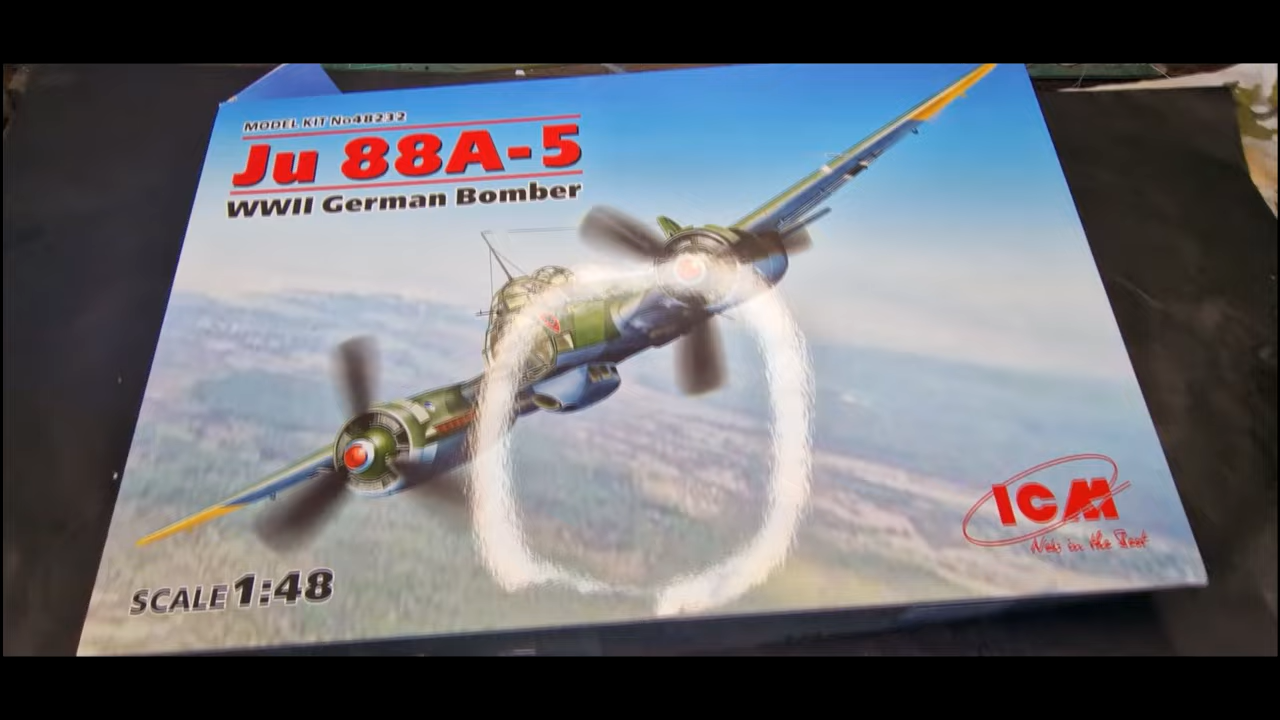 MODEL KIT No48232
Ju 88A-5
WWII German Bomber
SCALE 1:48
ICM